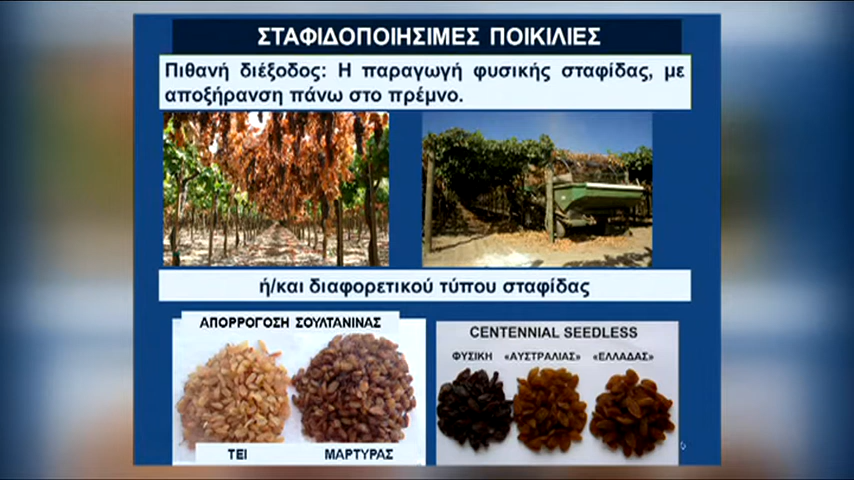 ΣΤΑΦΙΔΟΠΟΙΗΣΙΜΕΣ ΠΟΙΚΙΛΙΕΣ
Πιθανή διέξοδος: Η παραγωγή φυσικής σταφίδας, με
αποξήρανση πάνω στο πρέμνο.
ή/και διαφορετικού τύπου σταφίδας
ΑΠΟΡΡΟΓΟΣΗ ΣΟΥΛΤΑΝΙΝΑΣ
ΤΕΙ ΜΑΡΤΥΡΑΣ
CENTENNIAL SEEDLESS
ΦΥΣΙΚΗ «ΑΥΣΤΡΑΛΙΑΣ» «ΕΛΛΑΔΑΣ»